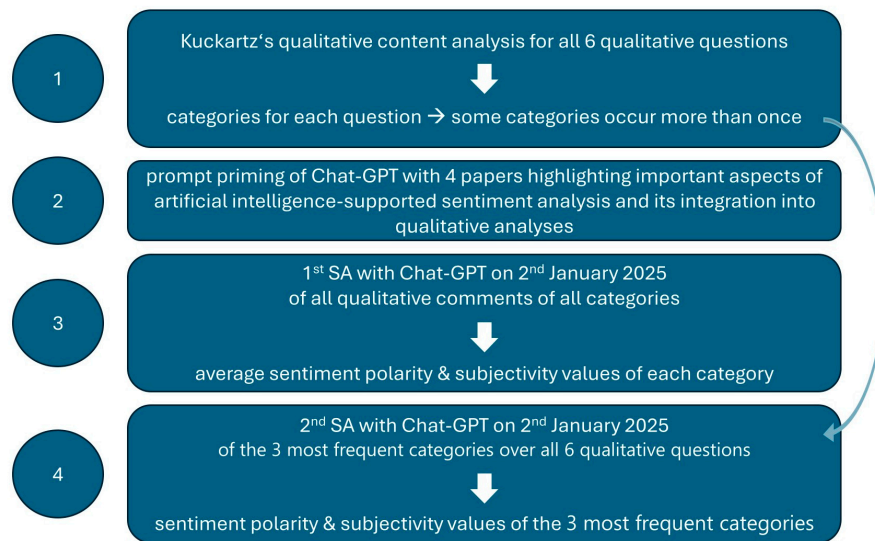 1
Kuckartz‘s qualitative content analysis for all 6 qualitative questions
categories for each question → some categories occur more than once
2
prompt priming of Chat-GPT with 4 papers highlighting important aspects of
artificial intelligence-supported sentiment analysis and its integration into
qualitative analyses
3
1st SA with Chat-GPT on 2nd January 2025
of all qualitative comments of all categories
average sentiment polarity & subjectivity values of each category
4
2nd SA with Chat-GPT on 2nd January 2025
of the 3 most frequent categories over all 6 qualitative questions
sentiment polarity & subjectivity values of the 3 most frequent categories